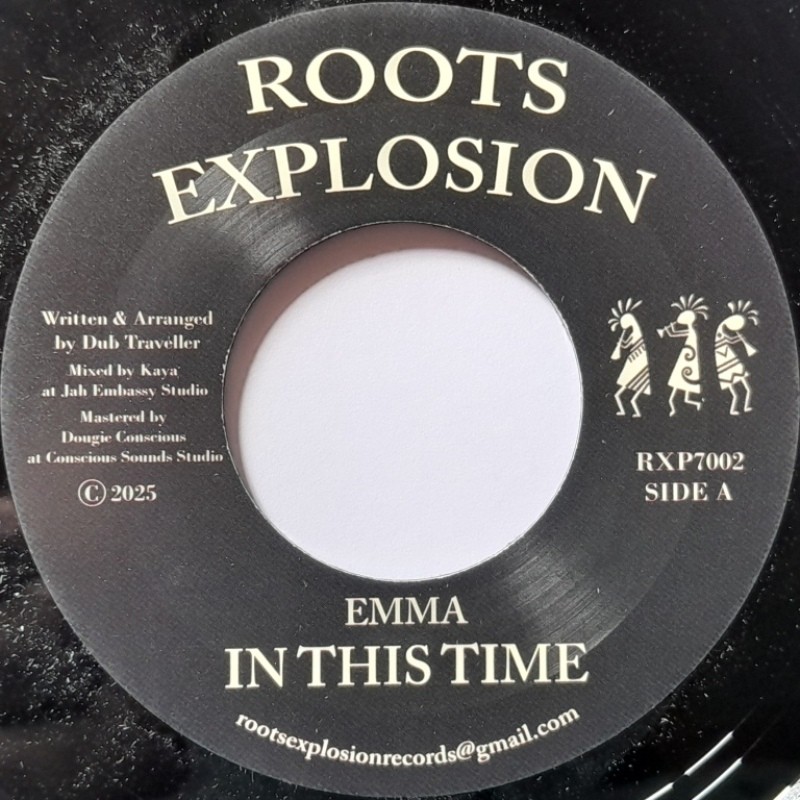 ROOTS
EXPLOSION
Written & Arranged
by Dub Traveller
Mixed by Kaya
at Jah Embassy Studio
Mastered by
Dougie Conscious
at Conscious Sounds Studio
© 2025
RXP7002
SIDE A
EMMA
IN THIS TIME
rootsexplosionrecords@gmail.com